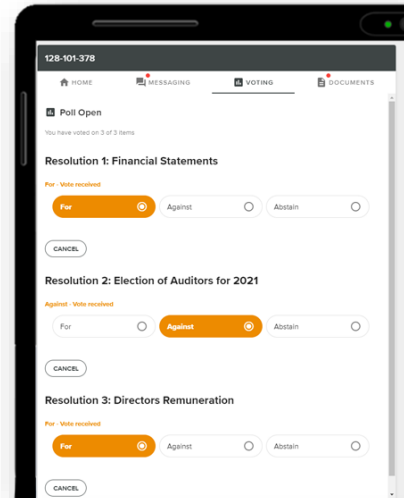 128-101-378
HOME MESSAGING VOTING DOCUMENTS
Poll Open
You have voted on 3 of 3 items
Resolution 1: Financial Statements
For - Vote received
For Against Abstain
CANCEL
Resolution 2: Election of Auditors for 2021
Against - Vote received
For Against Abstain
CANCEL
Resolution 3: Directors Remuneration
For - Vote received
For Against Abstain
CANCEL